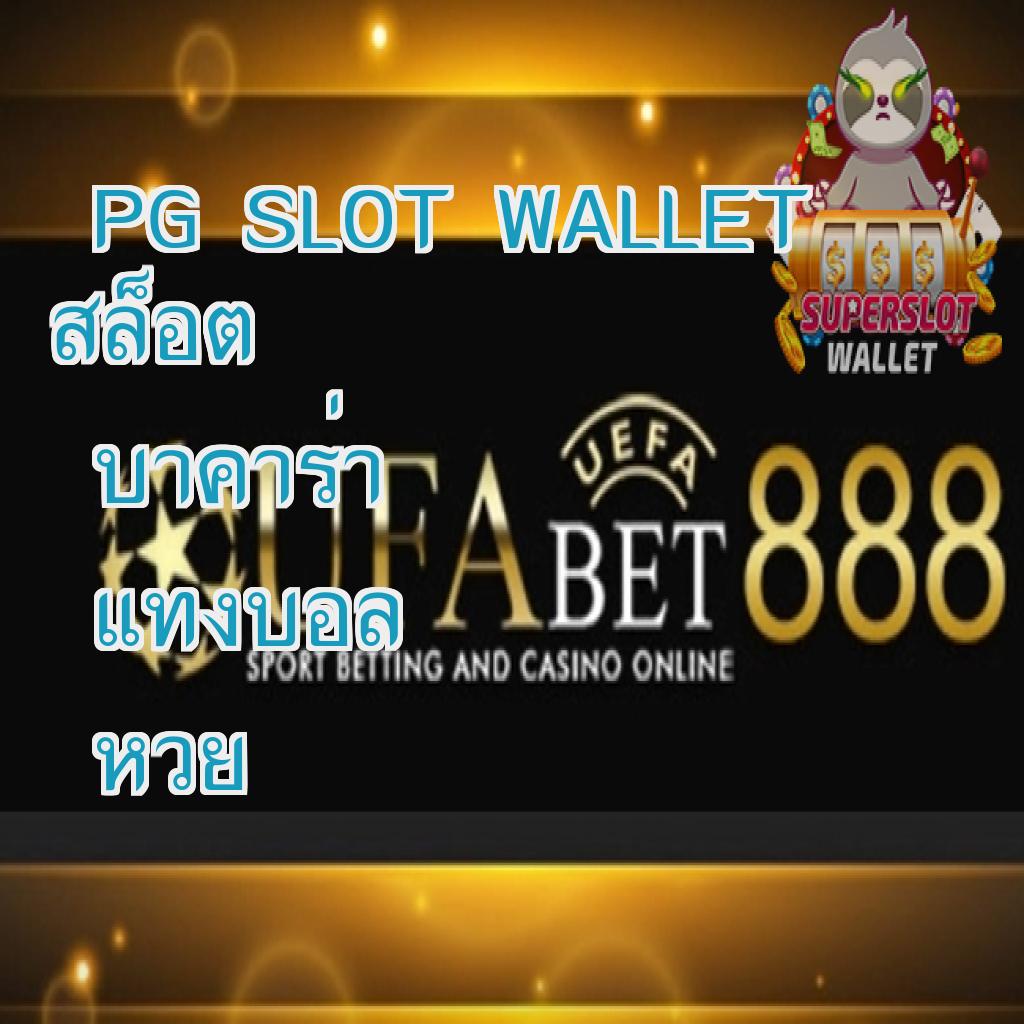 PG SLOT WALLET
สล็อต
บาคาร่า
แทงบอล
หวย
SUPERSLOT
WALLET
UEFA
UFABET888
SPORT BETTING AND CASINO ONLINE